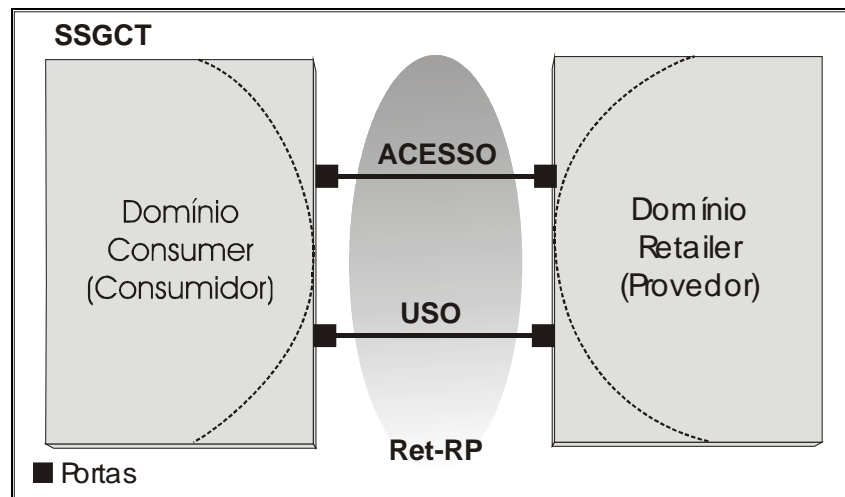 SSGCT
ACESSO
Domínio
Consumer
(Consumidor)
Domínio
Retailer
(Provedor)
USO
Ret-RP
Portas